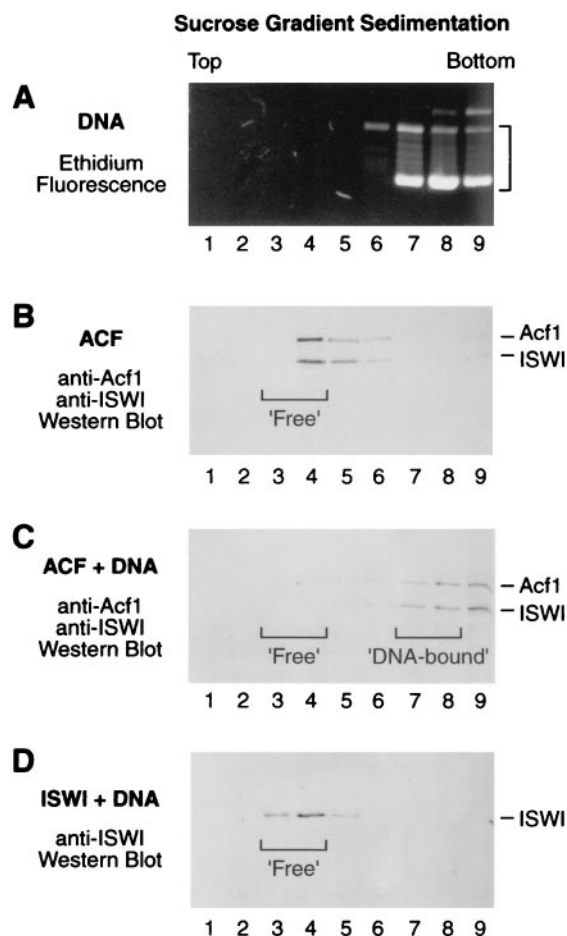 Sucrose Gradient Sedimentation
Top Bottom
A
DNA
Ethidium
Fluorescence
1 2 3 4 5 6 7 8 9
B
ACF
anti-Acf1
anti-ISWI
Western Blot
Acf1
ISWI
'Free'
1 2 3 4 5 6 7 8 9
C
ACF + DNA
anti-Acf1
anti-ISWI
Western Blot
Acf1
ISWI
'Free' 'DNA-bound'
1 2 3 4 5 6 7 8 9
D
ISWI + DNA
anti-ISWI
Western Blot
ISWI
'Free'
1 2 3 4 5 6 7 8 9